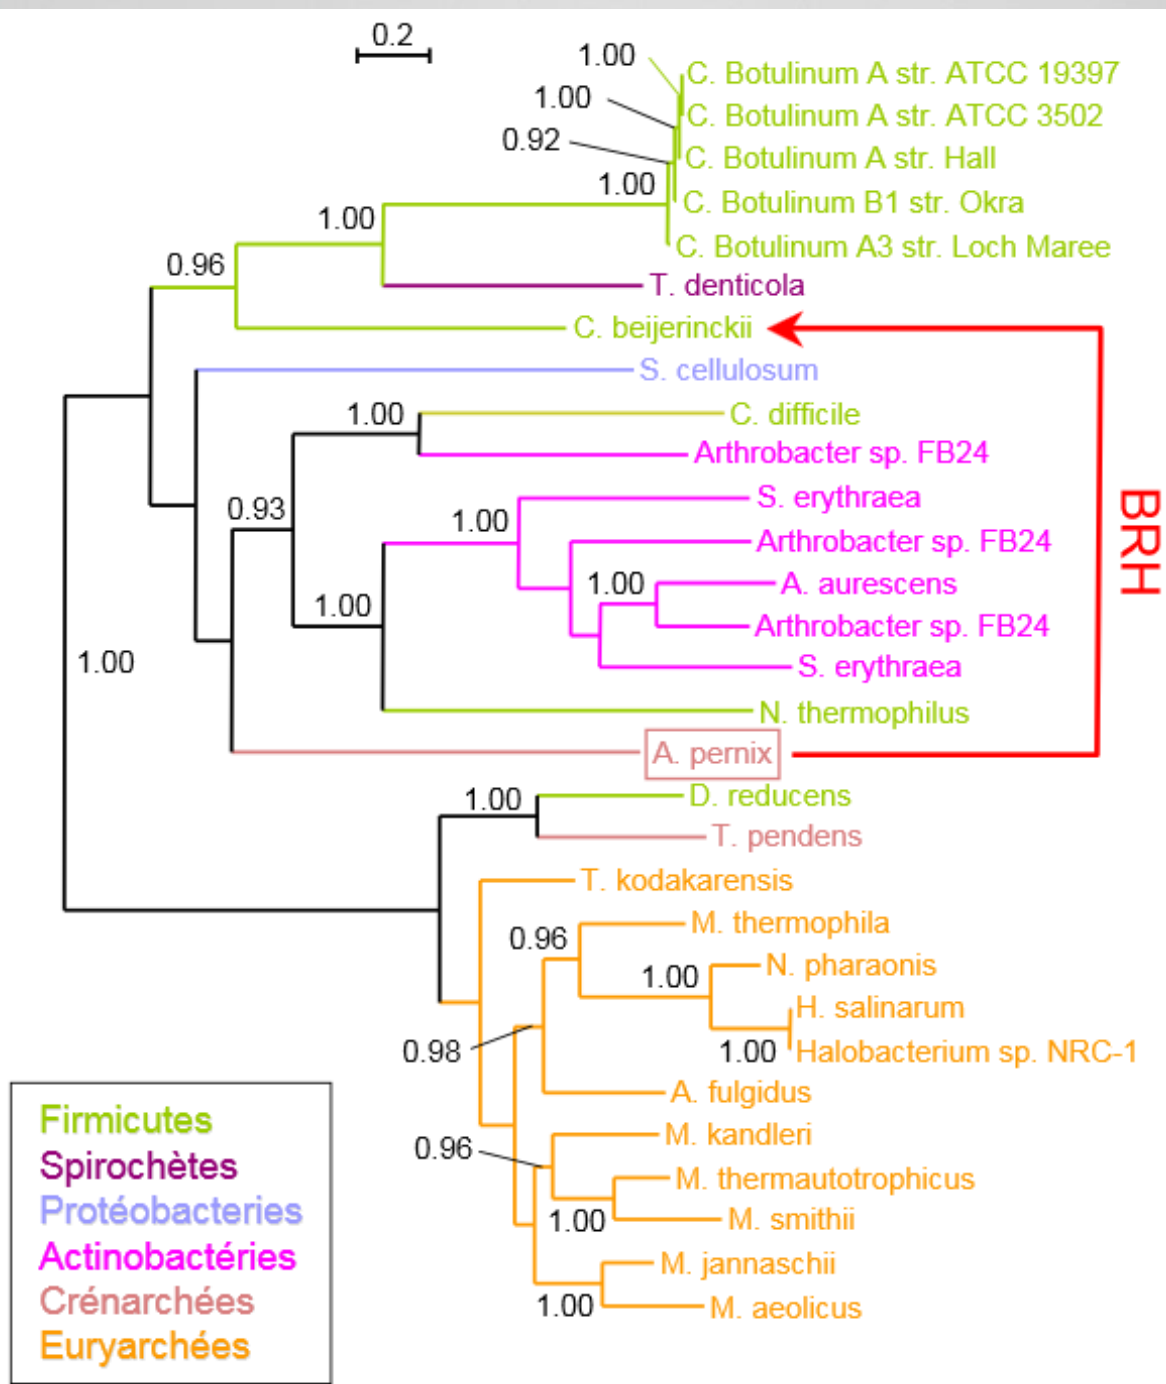 0.2
1.00
C. Botulinum A str. ATCC 19397
1.00
C. Botulinum A str. ATCC 3502
0.92
C. Botulinum A str. Hall
1.00
C. Botulinum B1 str. Okra
1.00
C. Botulinum A3 str. Loch Maree
0.96
T. denticola
C. beijerinckii
S. cellulosum
1.00
C. difficile
Arthrobacter sp. FB24
0.93
1.00
S. erythraea
Arthrobacter sp. FB24
BRH
1.00
A. aurescens
1.00
Arthrobacter sp. FB24
1.00
S. erythraea
N. thermophilus
A. pernix
1.00
D. reducens
T. pendens
T. kodakarensis
0.96
M. thermophila
1.00
N. pharaonis
H. salinarum
0.98
1.00
Halobacterium sp. NRC-1
A. fulgidus
0.96
M. kandleri
M. thermautotrophicus
1.00
M. smithii
M. jannaschii
1.00
M. aeolicus
Firmicutes
Spirochètes
Protéobacteries
Actinobactéries
Crénarchées
Euryarchées